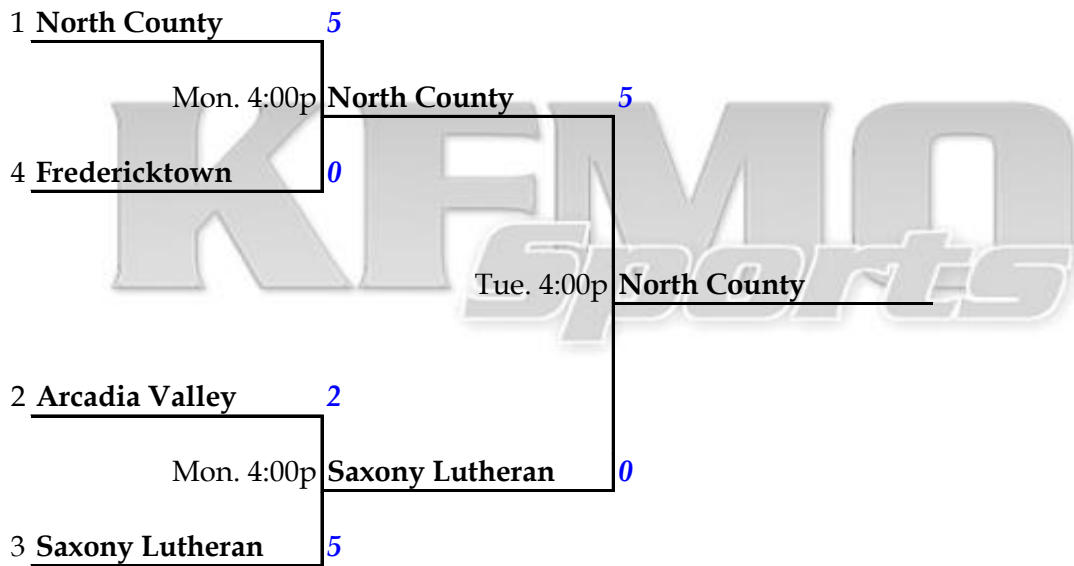 1 North County 5
Mon. 4:00p North County 5
4 Fredericktown 0
Tue. 4:00p North County
2 Arcadia Valley 2
Mon. 4:00p Saxony Lutheran 0
3 Saxony Lutheran 5
KFMO
Sports